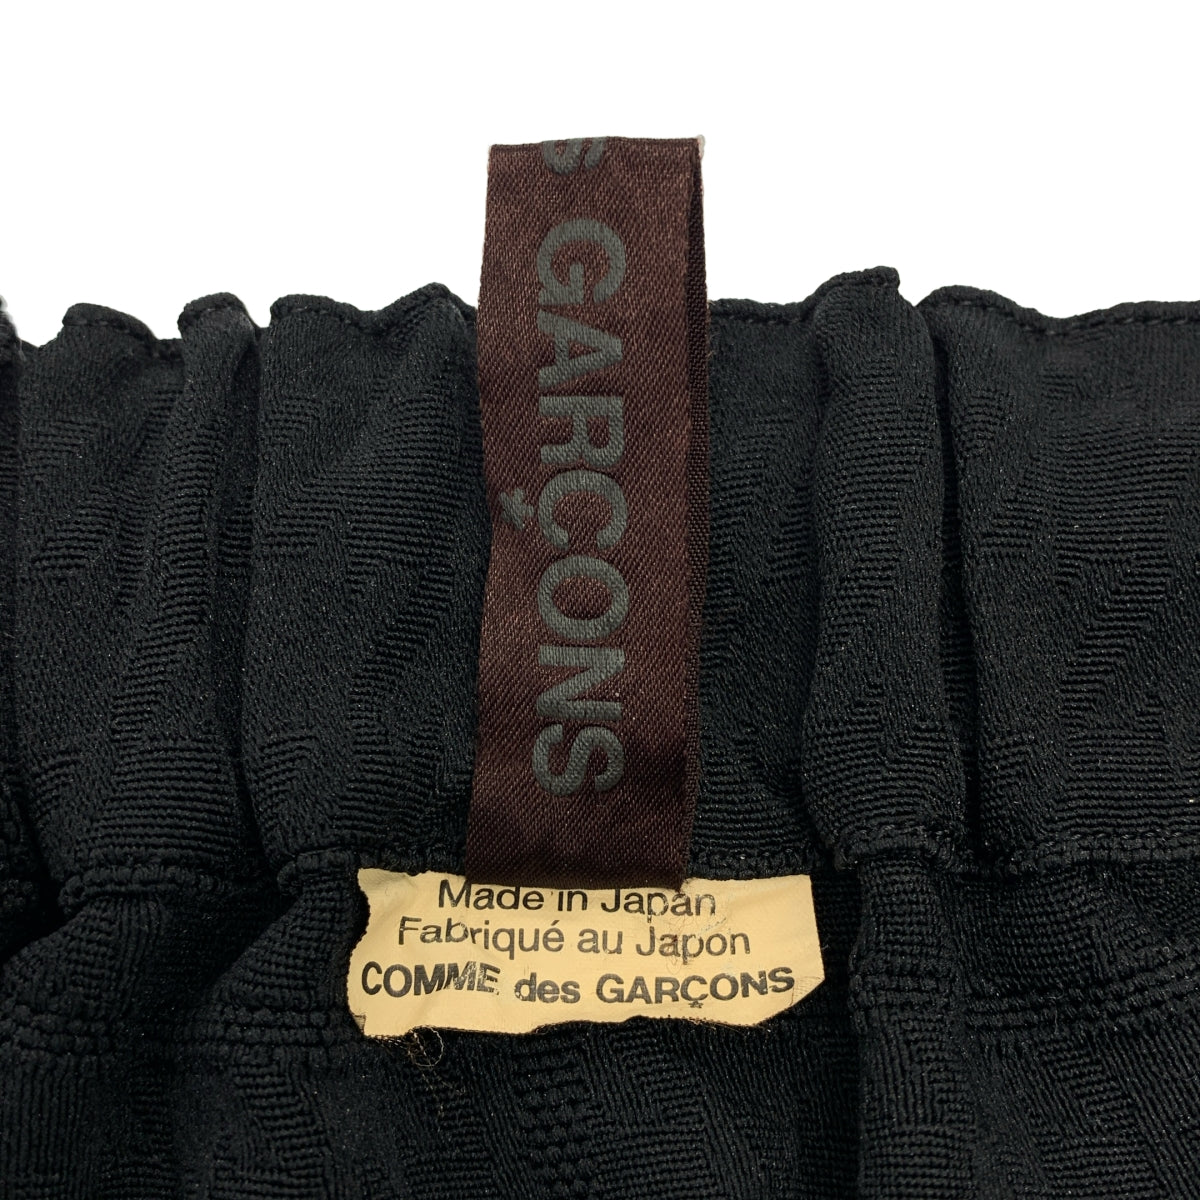 S GARÇONS
Made in Japan
Fabriqué au Japon
COMME des GARÇONS